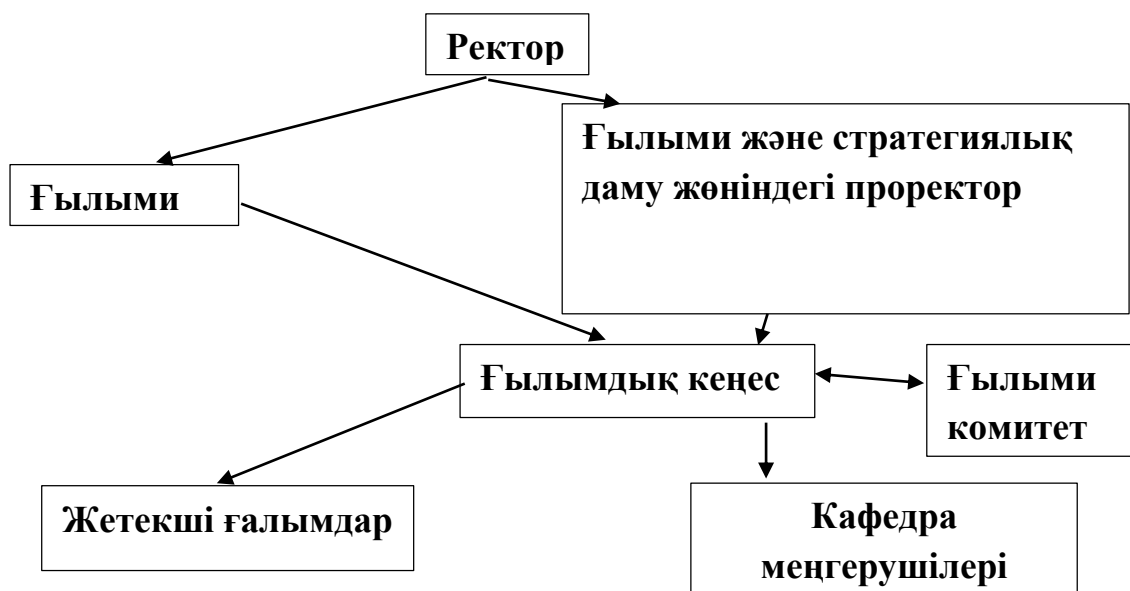 Ректор
Ғылыми және стратегиялық
даму жөніндегі проректор
Ғылыми
Ғылымдық кеңес
Ғылыми
комитет
Жетекші ғалымдар
Кафедра
меңгерушілері